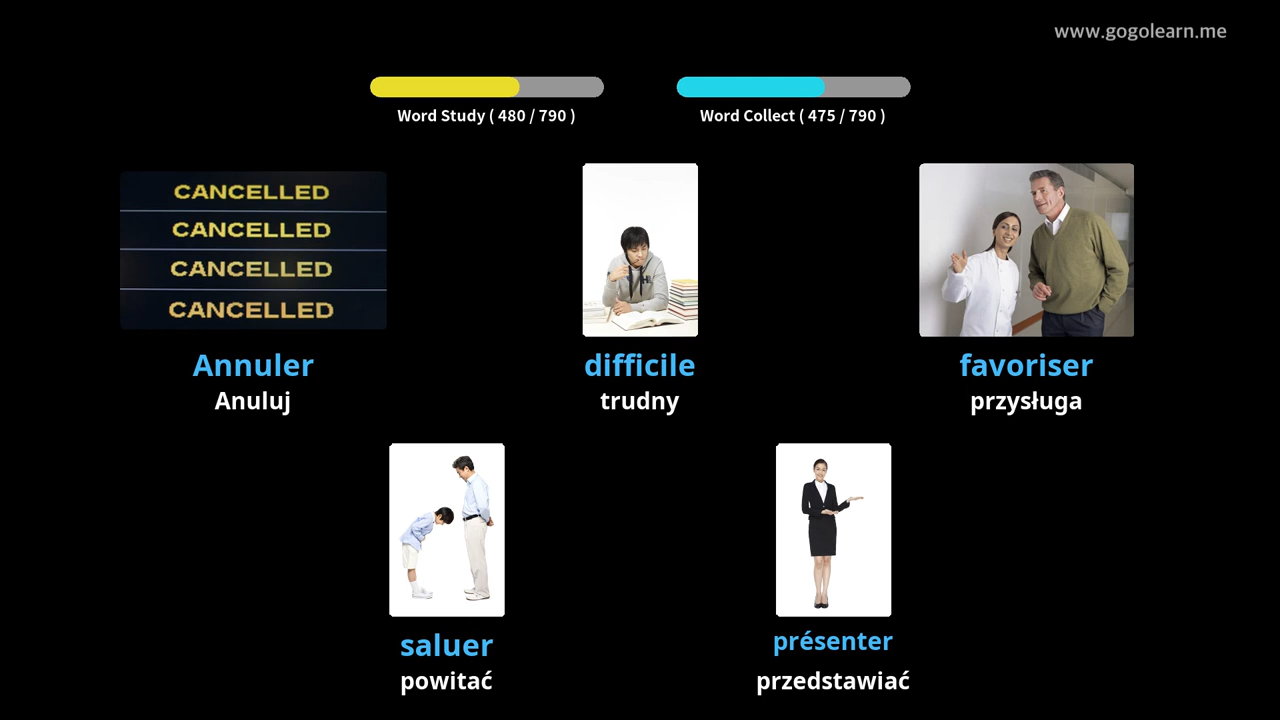 www.gogolearn.me
Word Study ( 480 / 790 )
Word Collect ( 475 / 790 )
CANCELLED
CANCELLED
CANCELLED
CANCELLED
Annuler
Anuluj
difficile
trudny
favoriser
przysługa
saluer
powitać
présenter
przedstawiać